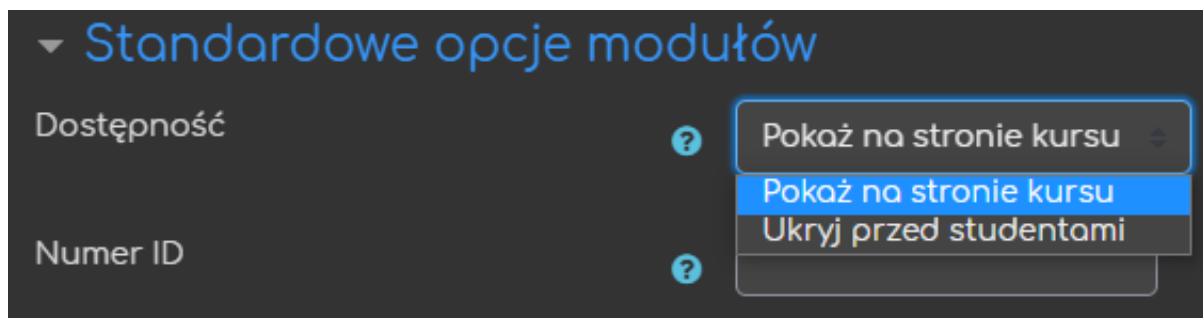 Standardowe opcje modułów
Dostępność
Pokaż na stronie kursu
Pokaż na stronie kursu
Ukryj przed studentami
Numer ID